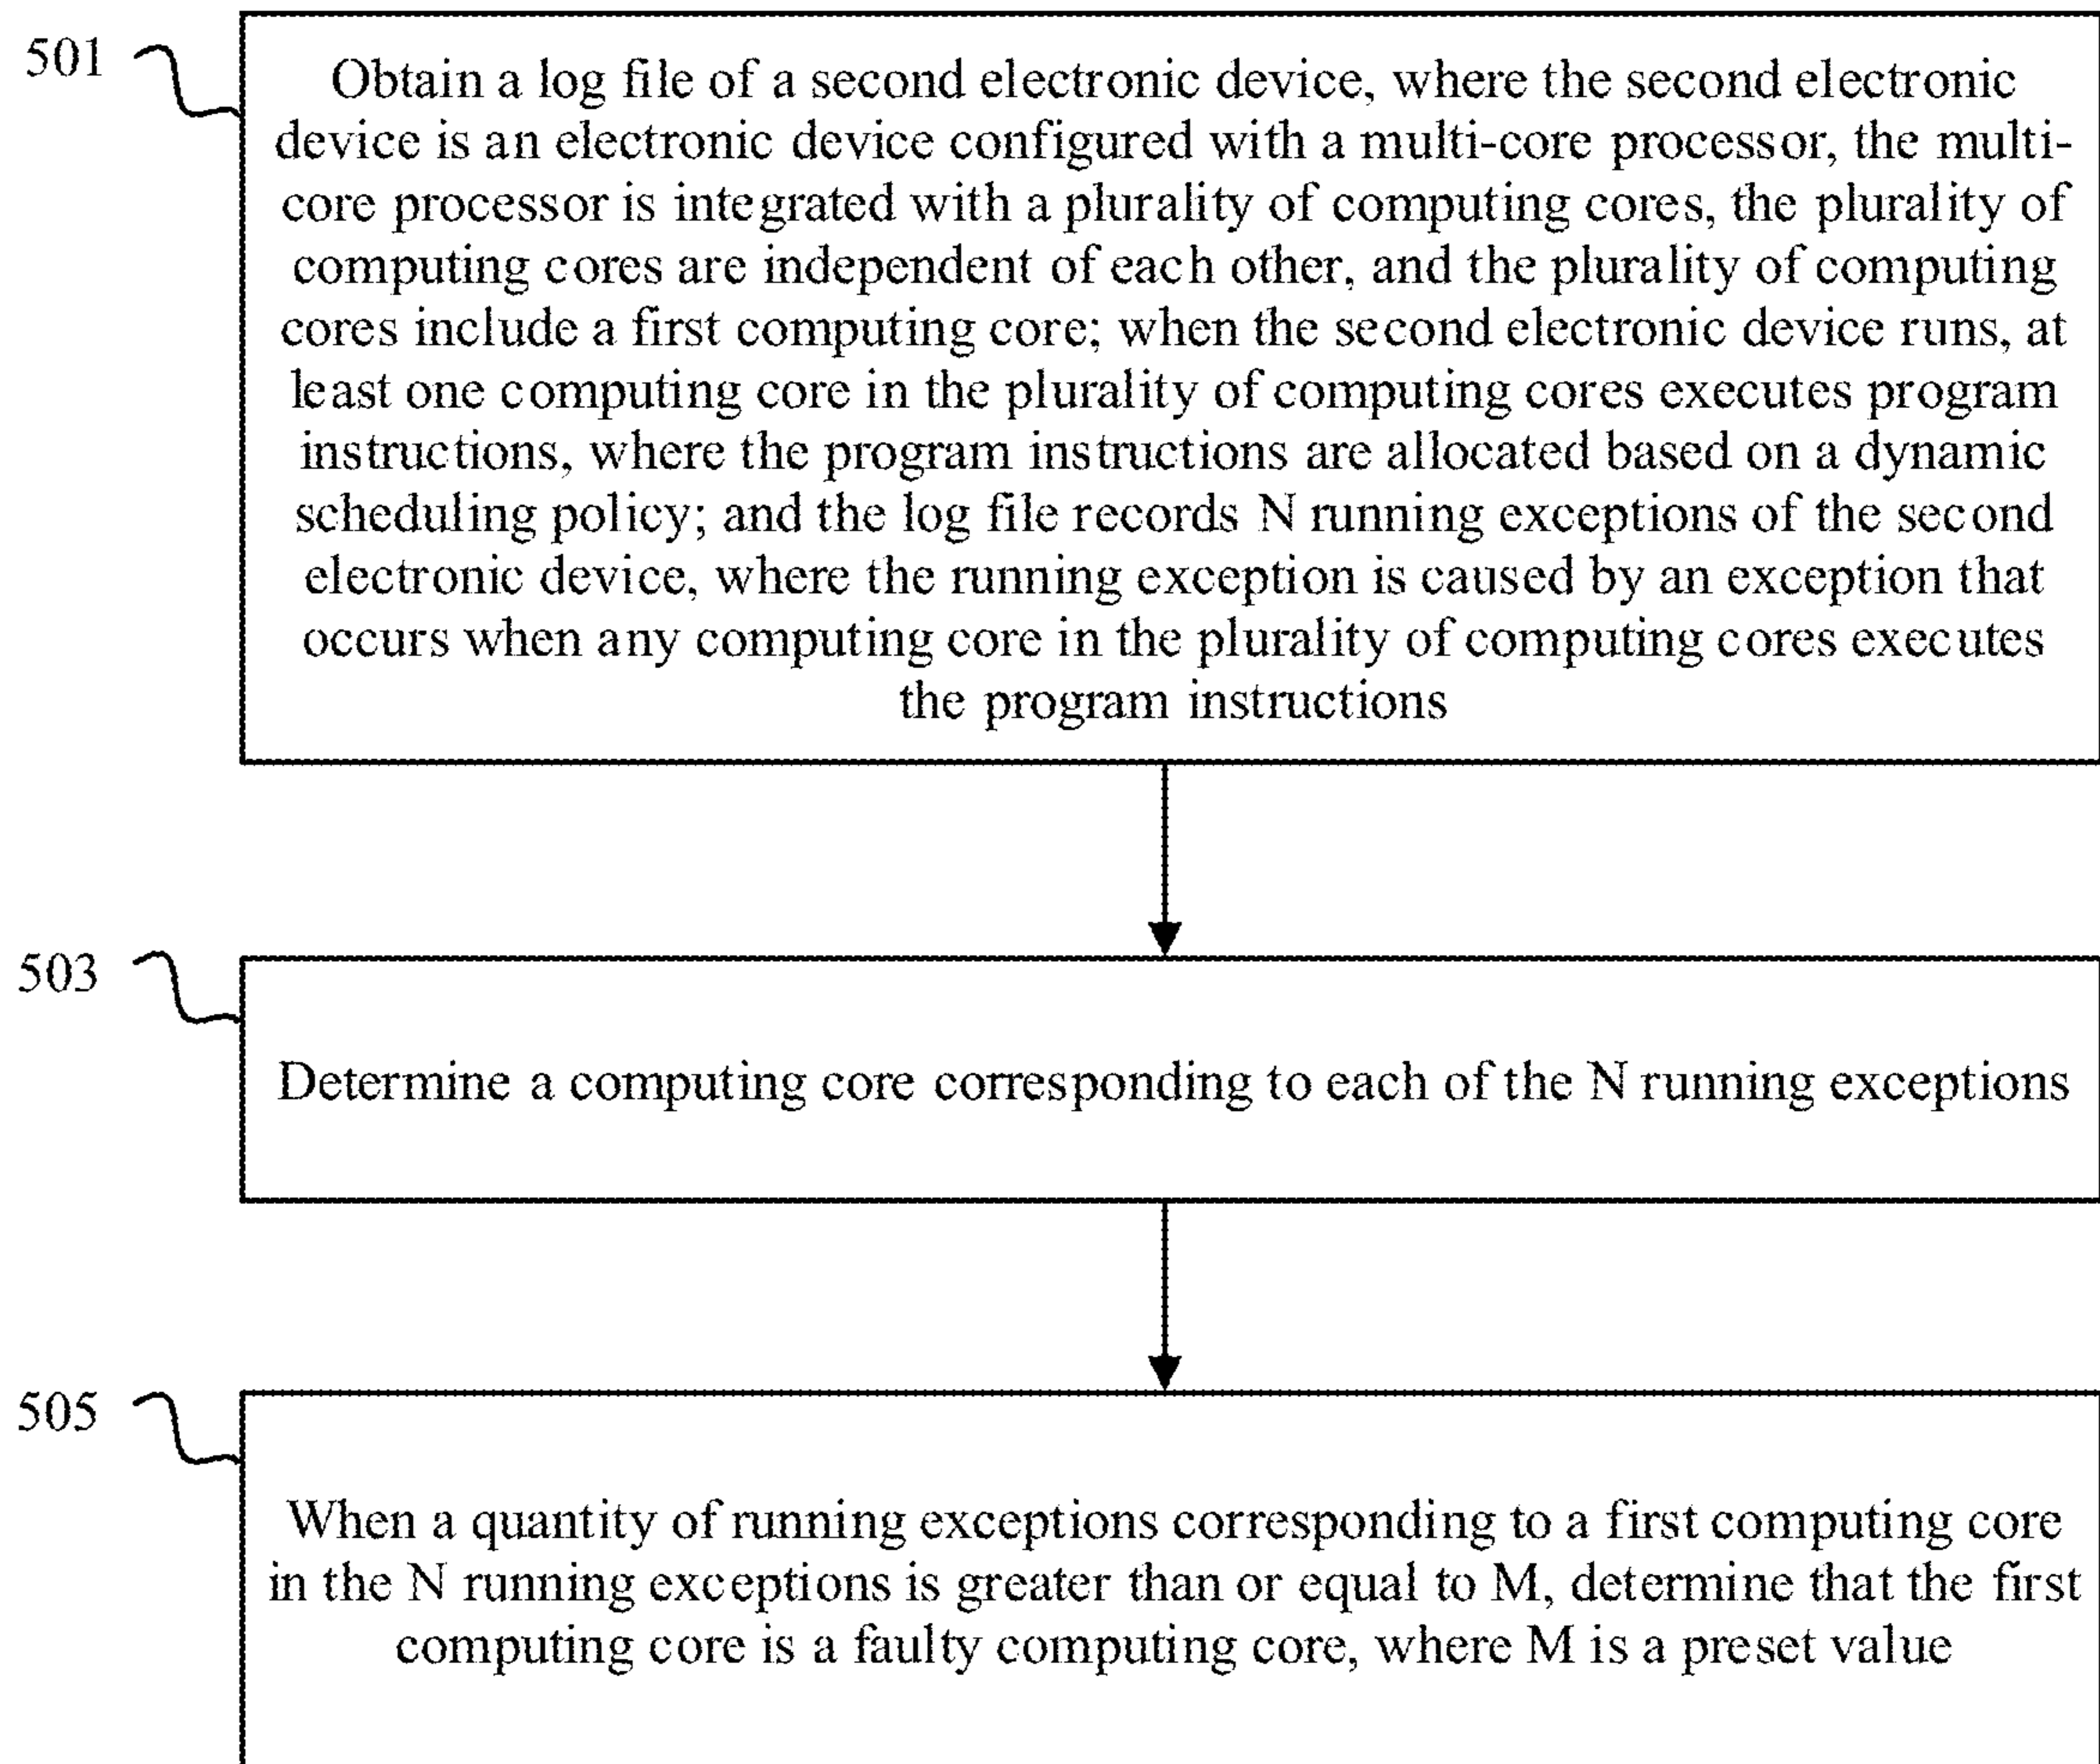 501
Obtain a log file of a second electronic device, where the second electronic
device is an electronic device configured with a multi-core processor, the multi-
core processor is integrated with a plurality of computing cores, the plurality of
computing cores are independent of each other, and the plurality of computing
cores include a first computing core; when the second electronic device runs, at
least one computing core in the plurality of computing cores executes program
instructions, where the program instructions are allocated based on a dynamic
scheduling policy; and the log file records N running exceptions of the second
electronic device, where the running exception is caused by an exception that
occurs when any computing core in the plurality of computing cores executes
the program instructions
503
Determine a computing core corresponding to each of the N running exceptions
505
When a quantity of running exceptions corresponding to a first computing core
in the N running exceptions is greater than or equal to M, determine that the first
computing core is a faulty computing core, where M is a preset value